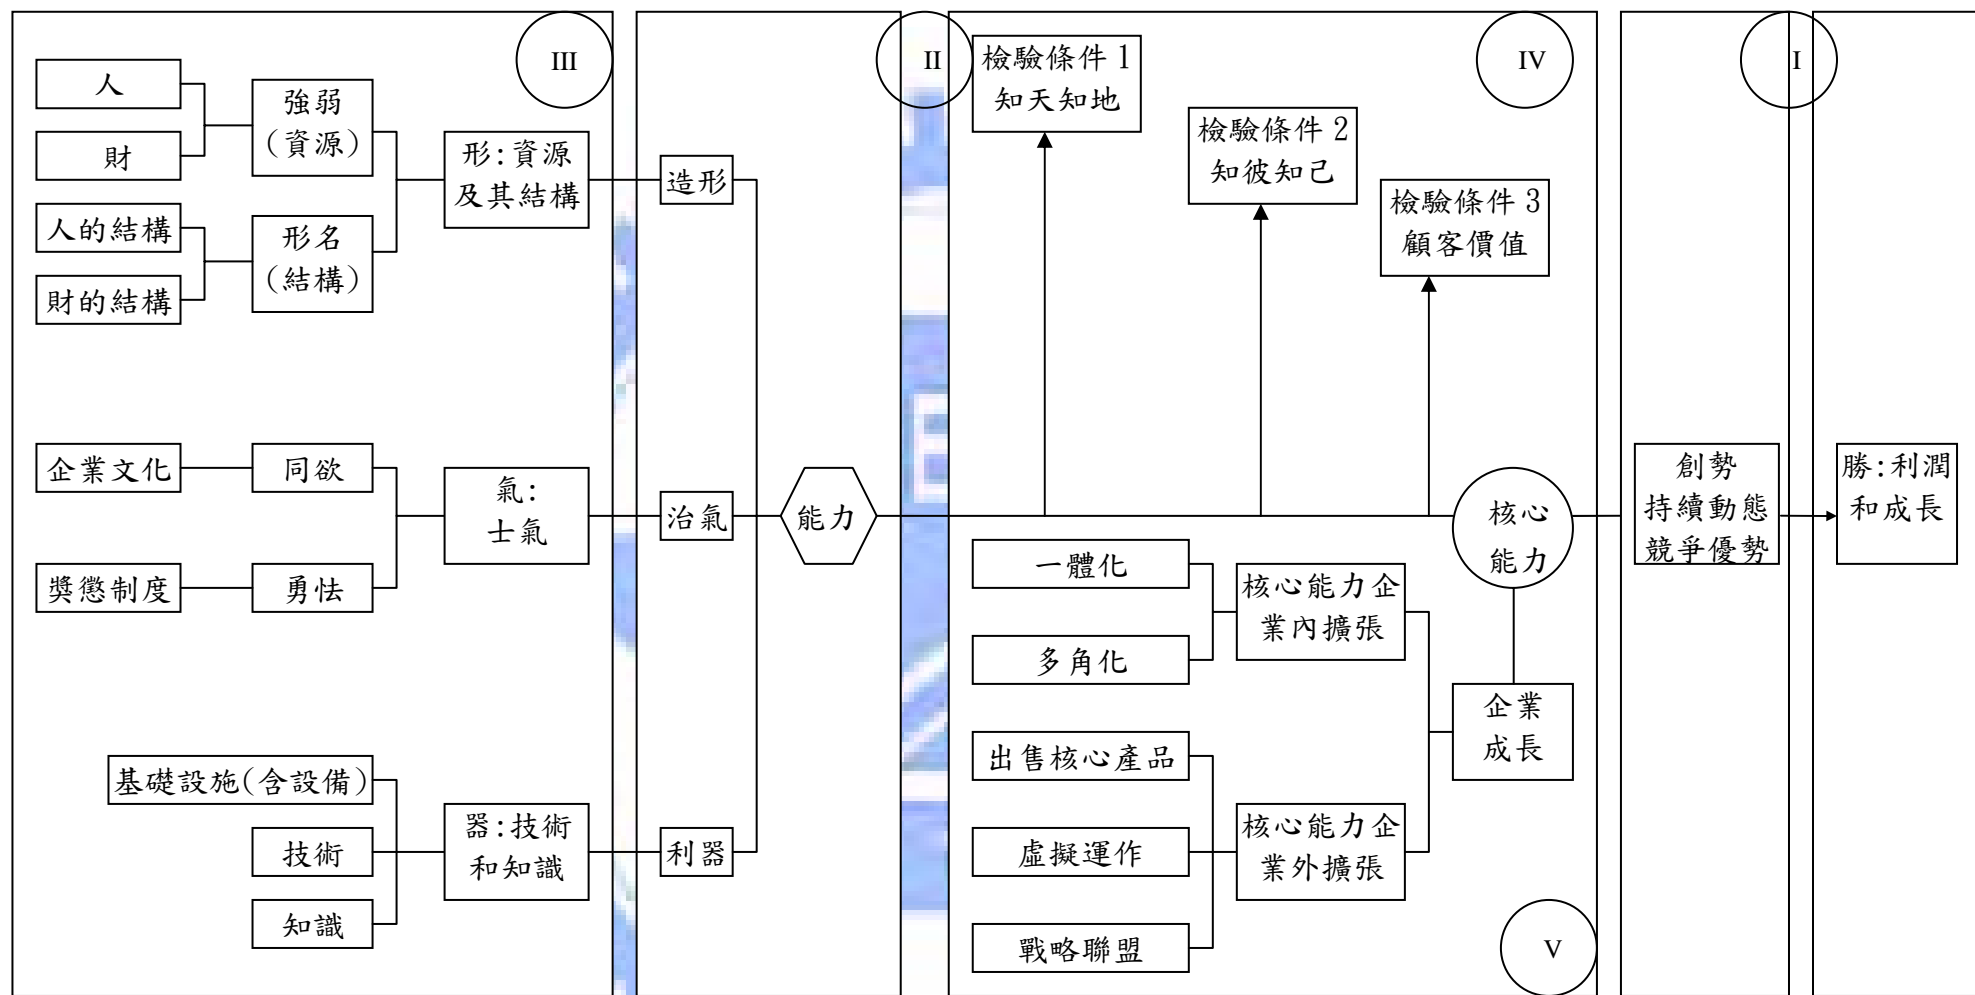 III
人
財
人的結構
財的結構
強弱
(資源)
形名
(結構)
形:資源
及其結構
企業文化
獎懲制度
同欲
勇怯
氣:
士氣
基礎設施(含設備)
技術
知識
器:技術
和知識
II
造形
治氣
利器
能力
IV
檢驗條件 1
知天知地
檢驗條件 2
知彼知己
檢驗條件 3
顧客價值
核心
能力
一體化
多角化
核心能力企
業內擴張
出售核心產品
虛擬運作
戰略聯盟
核心能力企
業外擴張
企業
成長
V
I
創勢
持續動態
競爭優勢
勝:利潤
和成長